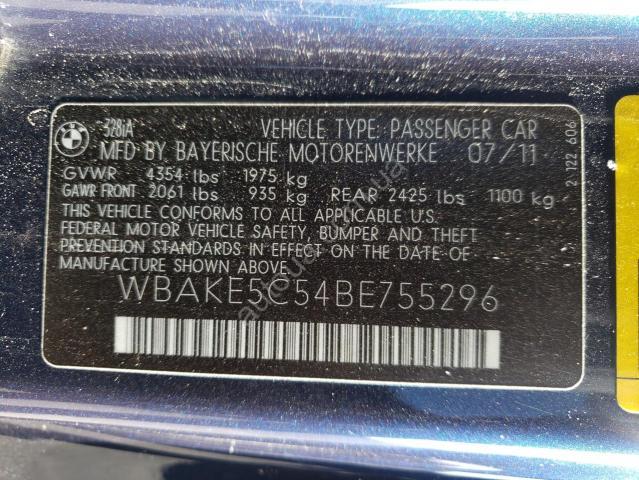 BMW
328iA VEHICLE TYPE: PASSENGER CAR
MFD BY BAYERISCHE MOTORENWERKE 07/11
GVWR 4354 lbs 1975 kg
GAWR FRONT 2061 lbs 935 kg REAR 2425 lbs 1100 kg
THIS VEHICLE CONFORMS TO ALL APPLICABLE U.S.
FEDERAL MOTOR VEHICLE SAFETY, BUMPER AND THEFT
PREVENTION STANDARDS IN EFFECT ON THE DATE OF
MANUFACTURE SHOWN ABOVE.
WBAKE5C54BE755296
2 122 606